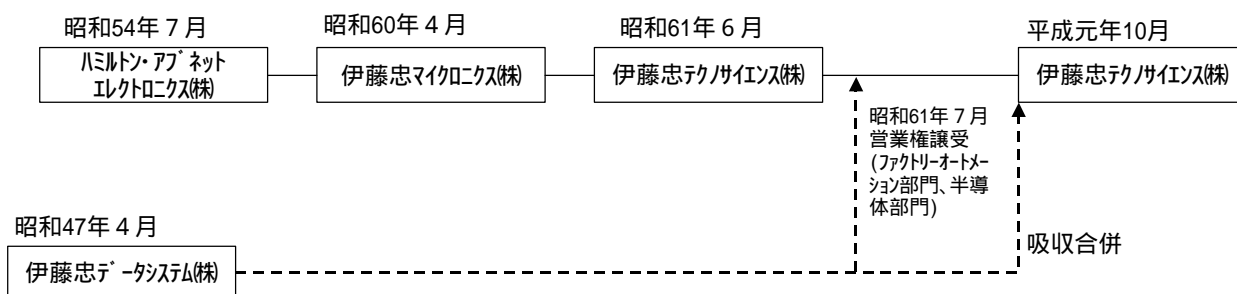 昭和54年７月
ﾊﾐﾙﾄﾝ･ｱﾌﾞﾈｯﾄ
ｴﾚｸﾄﾛﾆｸｽ㈱
昭和60年４月
伊藤忠ﾏｲｸﾛﾆｸｽ㈱
昭和61年６月
伊藤忠ﾃｸﾉｻｲｴﾝｽ㈱
平成元年10月
伊藤忠ﾃｸﾉｻｲｴﾝｽ㈱
昭和61年７月
営業権譲受
(ﾌｧｸﾄﾘｰｵｰﾄﾒｰ
ｼｮﾝ部門､半導
体部門)
昭和47年４月
伊藤忠ﾃﾞｰﾀｼｽﾃﾑ㈱
吸収合併